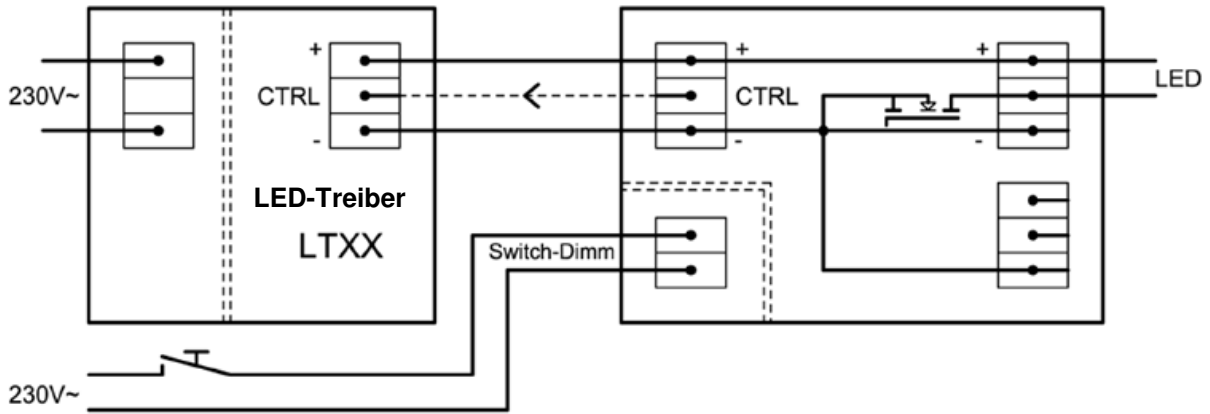 230V~
+
CTRL
-
LED-Treiber
LTXX
+
CTRL
-
+
-
LED
Switch-Dimm
230V~